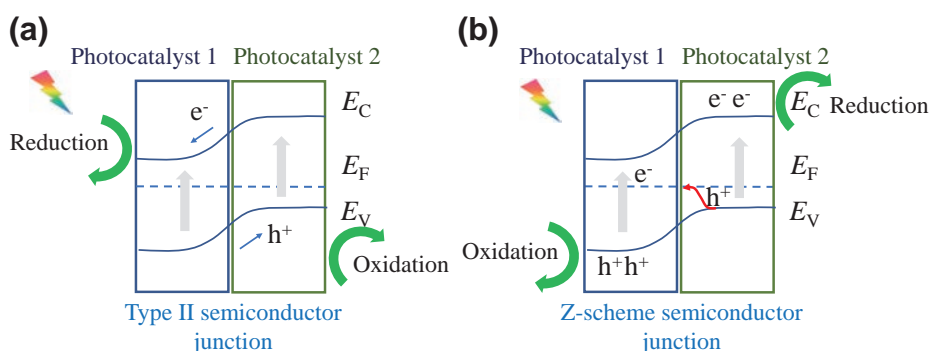 (a)
Photocatalyst 1
Photocatalyst 2
e⁻
E_C
Reduction
E_F
E_V
h⁺
Oxidation
Type II semiconductor
junction
(b)
Photocatalyst 1
Photocatalyst 2
e⁻ e⁻
E_C
Reduction
E_F
e⁻
h⁺
E_V
Oxidation
h⁺h⁺
Z-scheme semiconductor
junction